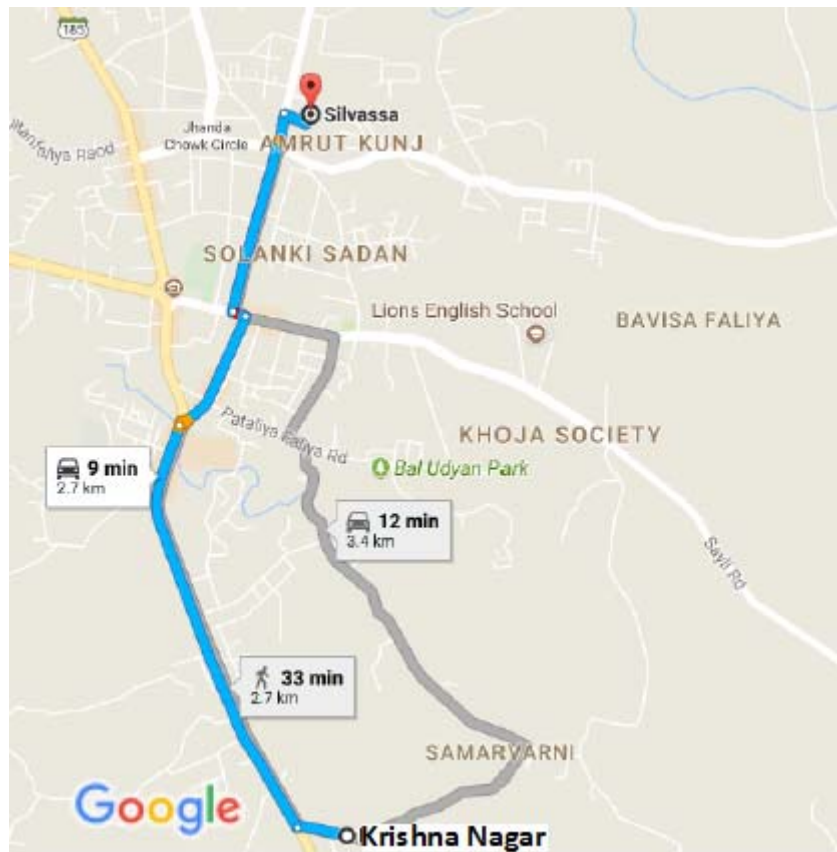 185
Silvassa
Jhanda
Chowk Circle
AMRUT KUNJ
SOLANKI SADAN
Lions English School
BAVISA FALIYA
Pataliya Faliya Rd
KHOJA SOCIETY
Bal Udyan Park
9 min
2.7 km
12 min
3.4 km
Sayli Rd
33 min
2.7 km
SAMARVARNI
Google
Krishna Nagar